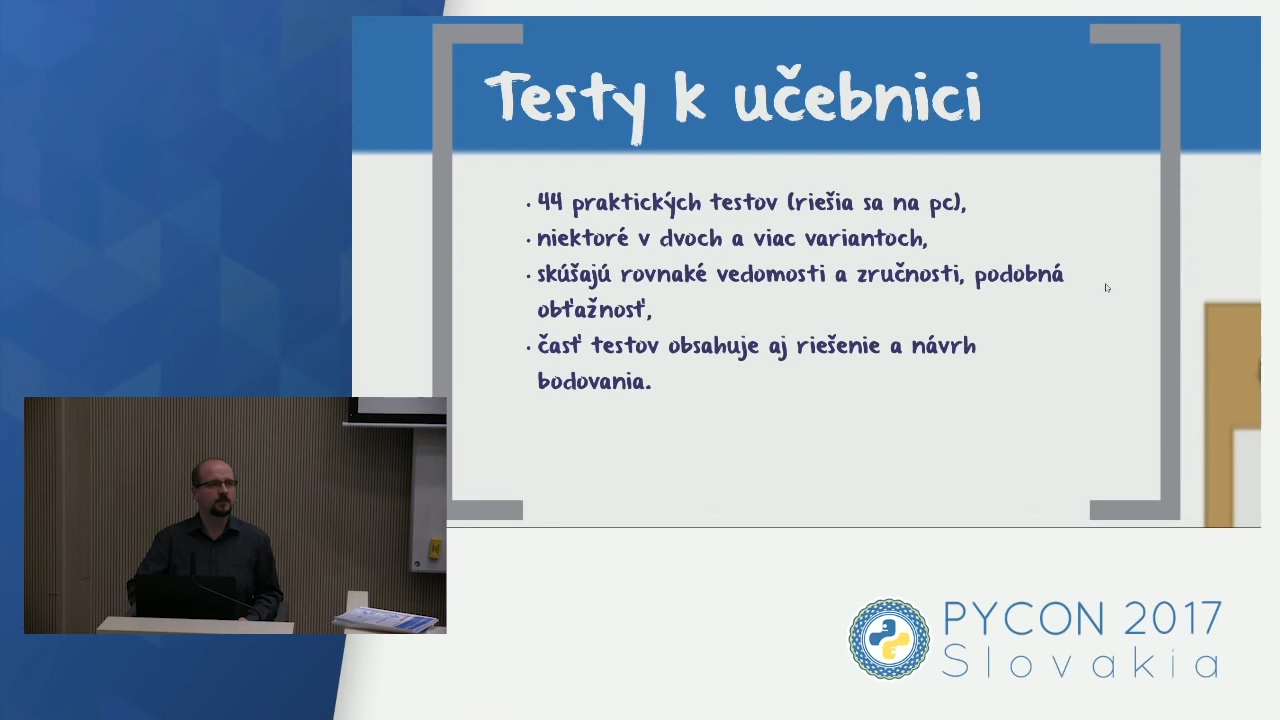 Testy k učebnici
• 44 praktických testov (riešia sa na pc),
• niektoré v dvoch a viac variantoch,
• skúšajú rovnaké vedomosti a zručnosti, podobná
obťažnosť,
• časť testov obsahuje aj riešenie a návrh
bodovania.
PYCON 2017
Slovakia